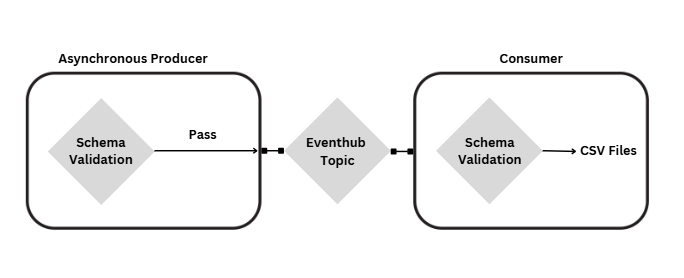 Asynchronous Producer
Schema
Validation
Pass
Eventhub
Topic
Consumer
Schema
Validation
CSV Files